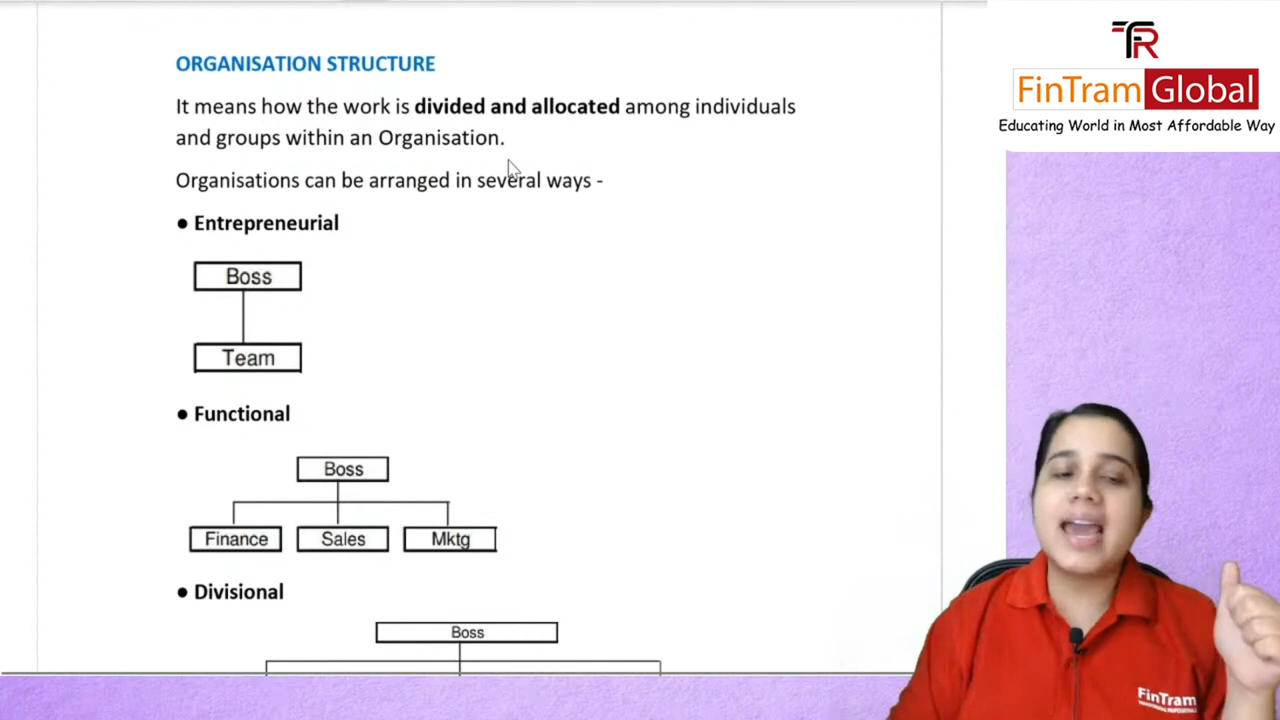 ORGANISATION STRUCTURE
It means how the work is divided and allocated among individuals
and groups within an Organisation.
Organisations can be arranged in several ways -
● Entrepreneurial
Boss
Team
● Functional
Boss
Finance Sales Mktg
● Divisional
Boss
TR
FinTram Global
Educating World in Most Affordable Way
FinTram